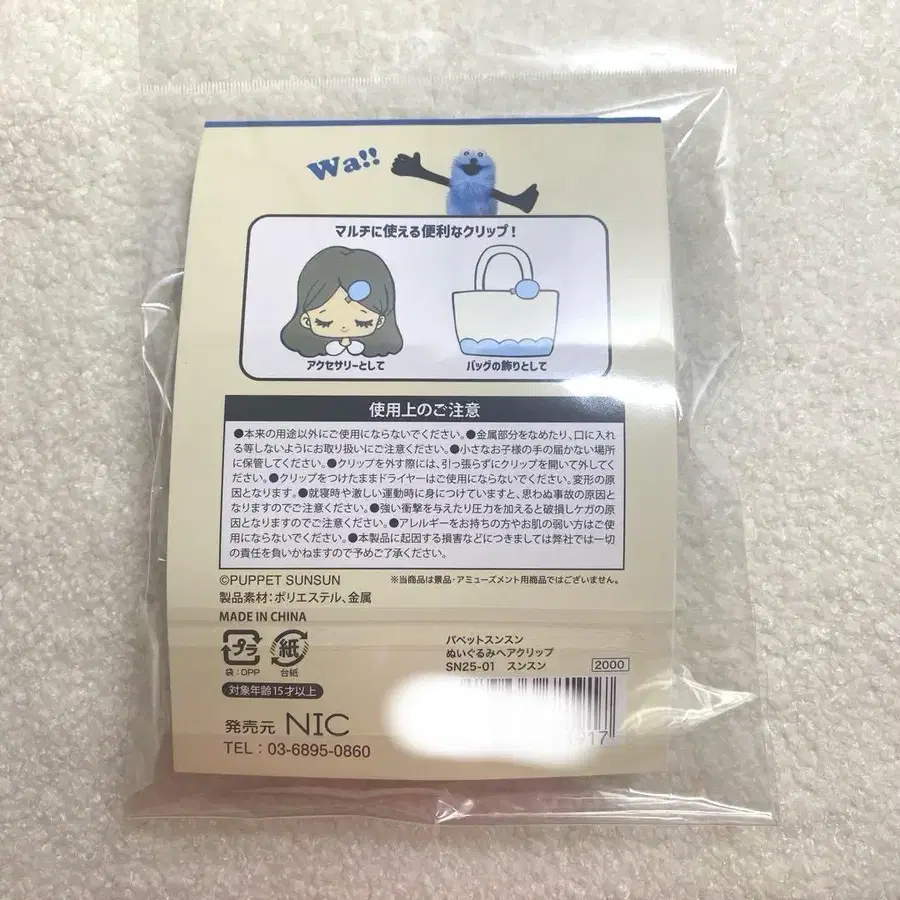 Wa!!
マルチに使える便利なクリップ！
アクセサリーとして
バッグの飾りとして
使用上のご注意
●本来の用途以外にご使用にならないでください。●金属部分をなめたり、口に入れ
る等しないようにお取り扱いにご注意ください。●小さなお子様の手の届かない場所
に保管してください。●クリップを外す際には、引っ張らずにクリップを開いて外してく
ださい。●クリップをつけたままドライヤーはご使用にならないでください。変形の原
因となります。●就寝時や激しい運動時に身につけていますと、思わぬ事故の原因と
なりますのでご注意ください。●強い衝撃を与えたり圧力を加えると破損しケガの原
因となりますのでご注意ください。●アレルギーをお持ちの方やお肌の弱い方はご使
用にならないでください。●本製品に起因する損害などにつきましては弊社では一切
の責任を負いかねますので予めご了承ください。
©PUPPET SUNSUN
※当商品は景品・アミューズメント用商品ではございません。
製品素材：ポリエステル、金属
MADE IN CHINA
プラ
紙
袋：OPP
台紙
対象年齢15才以上
パペットスンスン
ぬいぐるみヘアクリップ
SN25-01 スンスン
2000
発売元 NIC
TEL：03-6895-0860
917